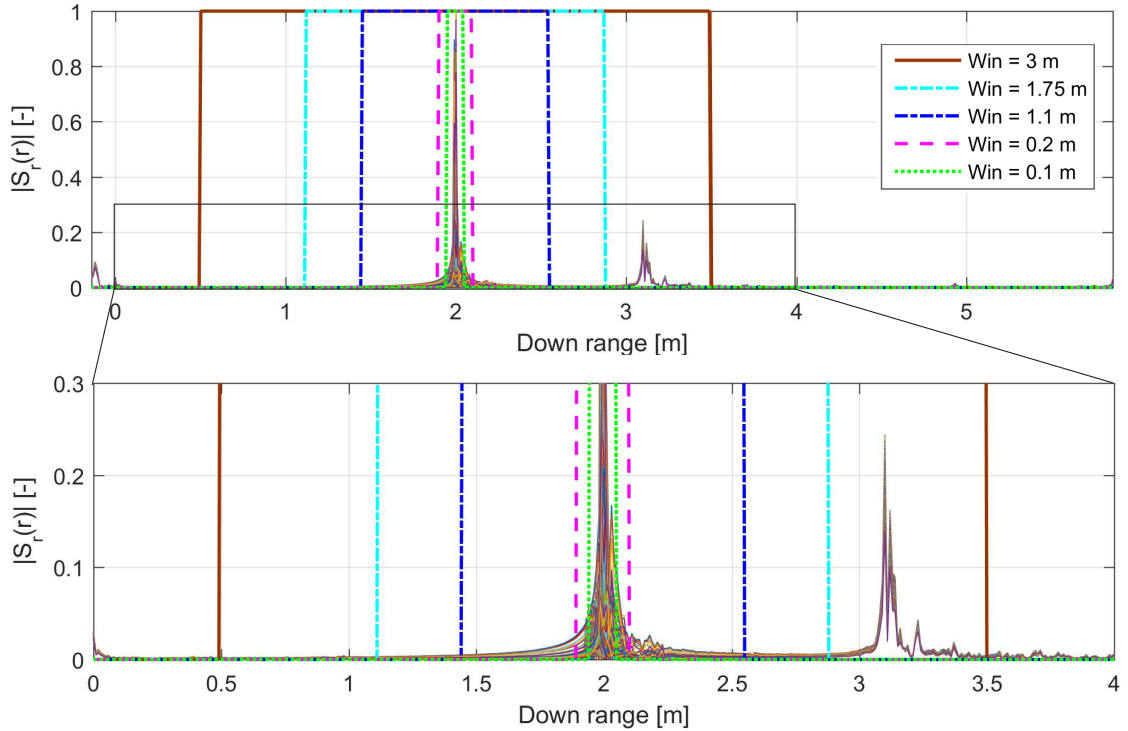 1
0.8
0.6
0.4
0.2
0
|S_r(r)| [-]
Win = 3 m
Win = 1.75 m
Win = 1.1 m
Win = 0.2 m
Win = 0.1 m
0 1 2 3 4 5
Down range [m]
0.3
0.2
0.1
0
|S_r(r)| [-]
0 0.5 1 1.5 2 2.5 3 3.5 4
Down range [m]